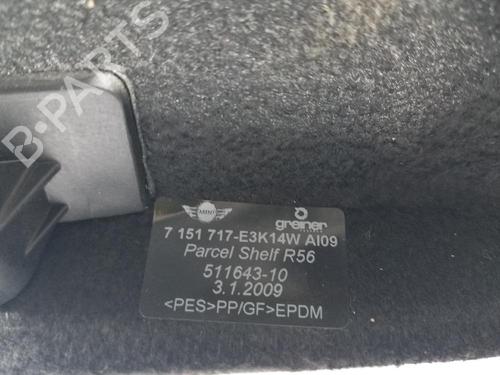 B-PARTS
MINI
greiner
7 151 717-E3K14W AI09
Parcel Shelf R56
511643-10
3.1.2009
<PES>PP/GF>EPDM